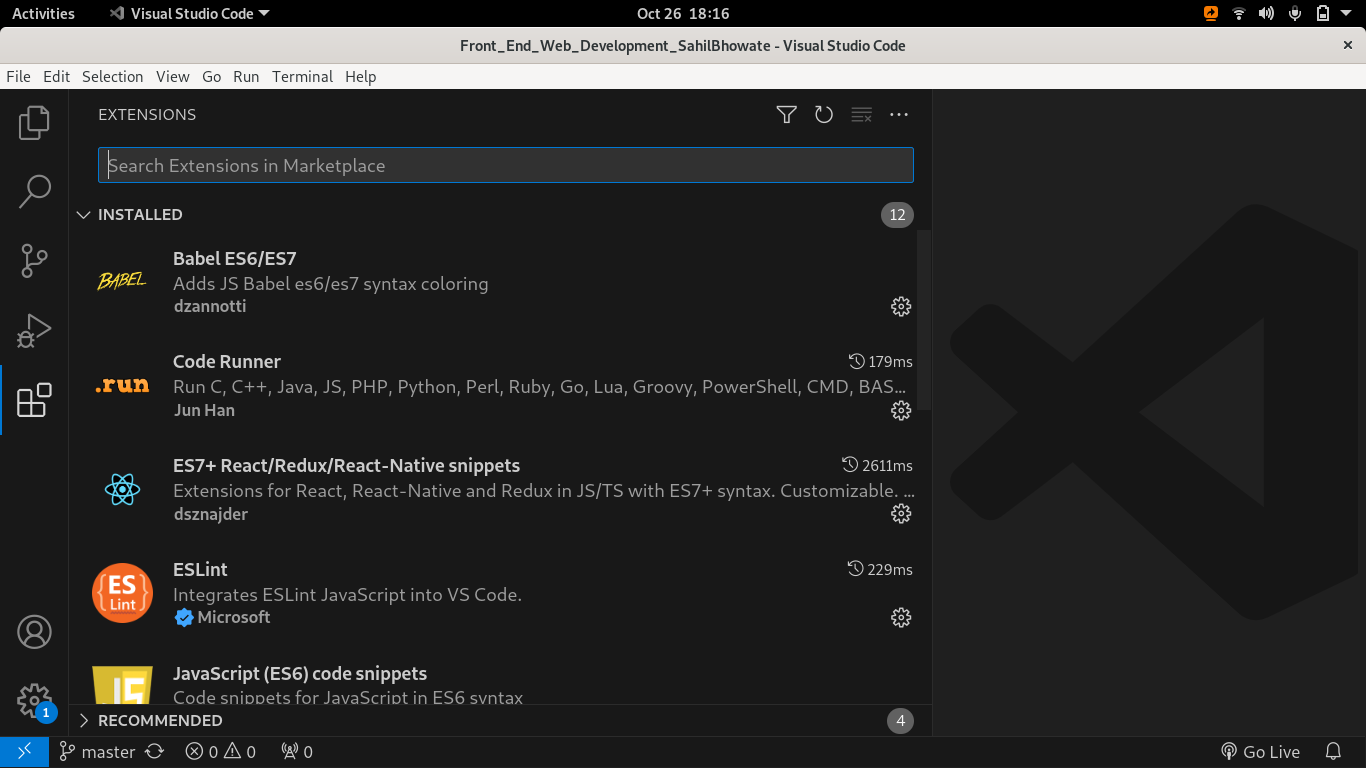 Activities Visual Studio Code Oct 26 18:16
Front_End_Web_Development_SahilBhowate - Visual Studio Code
File Edit Selection View Go Run Terminal Help
EXTENSIONS
Search Extensions in Marketplace
INSTALLED 12
Babel ES6/ES7
BABEL
Adds JS Babel es6/es7 syntax coloring
dzannotti
Code Runner 179ms
.run
Run C, C++, Java, JS, PHP, Python, Perl, Ruby, Go, Lua, Groovy, PowerShell, CMD, BAS...
Jun Han
ES7+ React/Redux/React-Native snippets 2611ms
Extensions for React, React-Native and Redux in JS/TS with ES7+ syntax. Customizable. ...
dsznajder
ESLint 229ms
{ES}
Lint
Integrates ESLint JavaScript into VS Code.
Microsoft
JavaScript (ES6) code snippets
JS
Code snippets for JavaScript in ES6 syntax
1
RECOMMENDED 4
master 0 0 0 Go Live